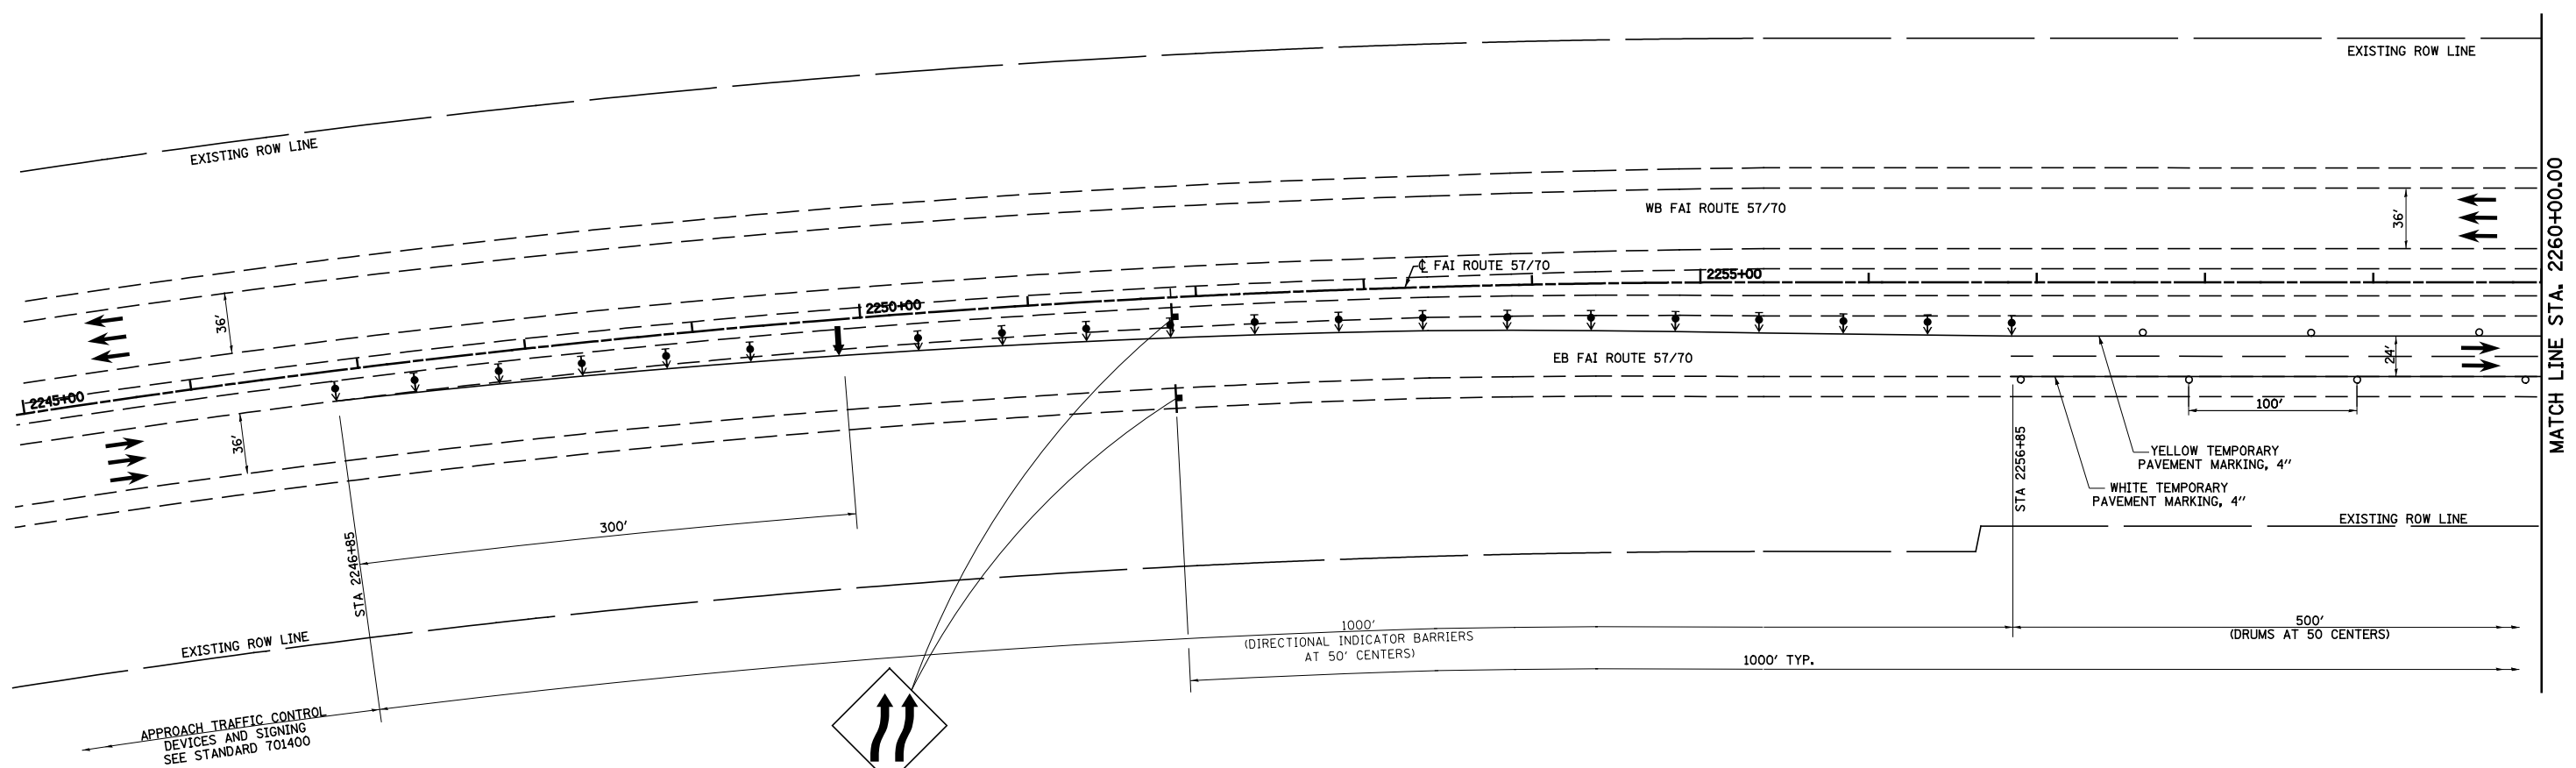 EXISTING ROW LINE
EXISTING ROW LINE
WB FAI ROUTE 57/70
36'
MATCH LINE STA. 2260+00.00
℄ FAI ROUTE 57/70
2255+00
2250+00
36'
2245+00
EB FAI ROUTE 57/70
24'
36'
100'
YELLOW TEMPORARY
PAVEMENT MARKING, 4"
WHITE TEMPORARY
PAVEMENT MARKING, 4"
STA 2256+85
EXISTING ROW LINE
300'
STA 2246+85
EXISTING ROW LINE
1000'
(DIRECTIONAL INDICATOR BARRIERS
AT 50' CENTERS)
500'
(DRUMS AT 50 CENTERS)
1000' TYP.
APPROACH TRAFFIC CONTROL
DEVICES AND SIGNING
SEE STANDARD 701400